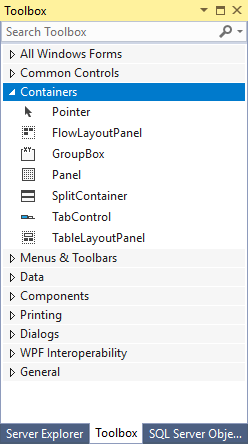 Toolbox
Search Toolbox
All Windows Forms
Common Controls
Containers
Pointer
FlowLayoutPanel
GroupBox
Panel
SplitContainer
TabControl
TableLayoutPanel
Menus & Toolbars
Data
Components
Printing
Dialogs
WPF Interoperability
General
Server Explorer Toolbox SQL Server Obje...